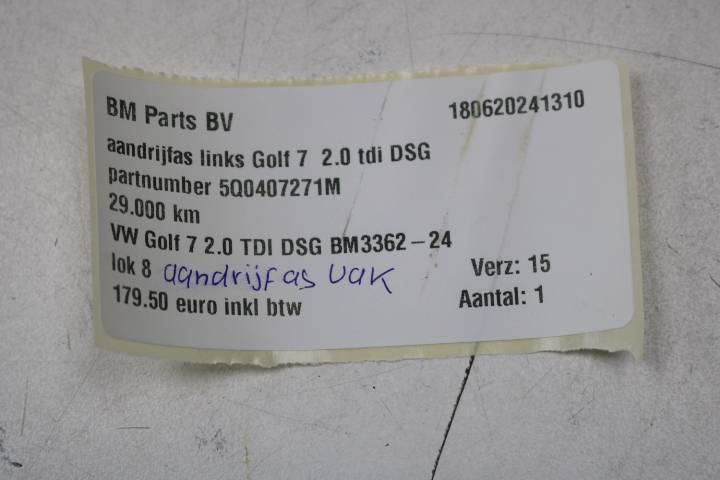 BM Parts BV 180620241310
aandrijfas links Golf 7 2.0 tdi DSG
partnumber 5Q0407271M
29.000 km
VW Golf 7 2.0 TDI DSG BM3362-24
lok 8 aandrijfas vak Verz: 15
179.50 euro inkl btw Aantal: 1